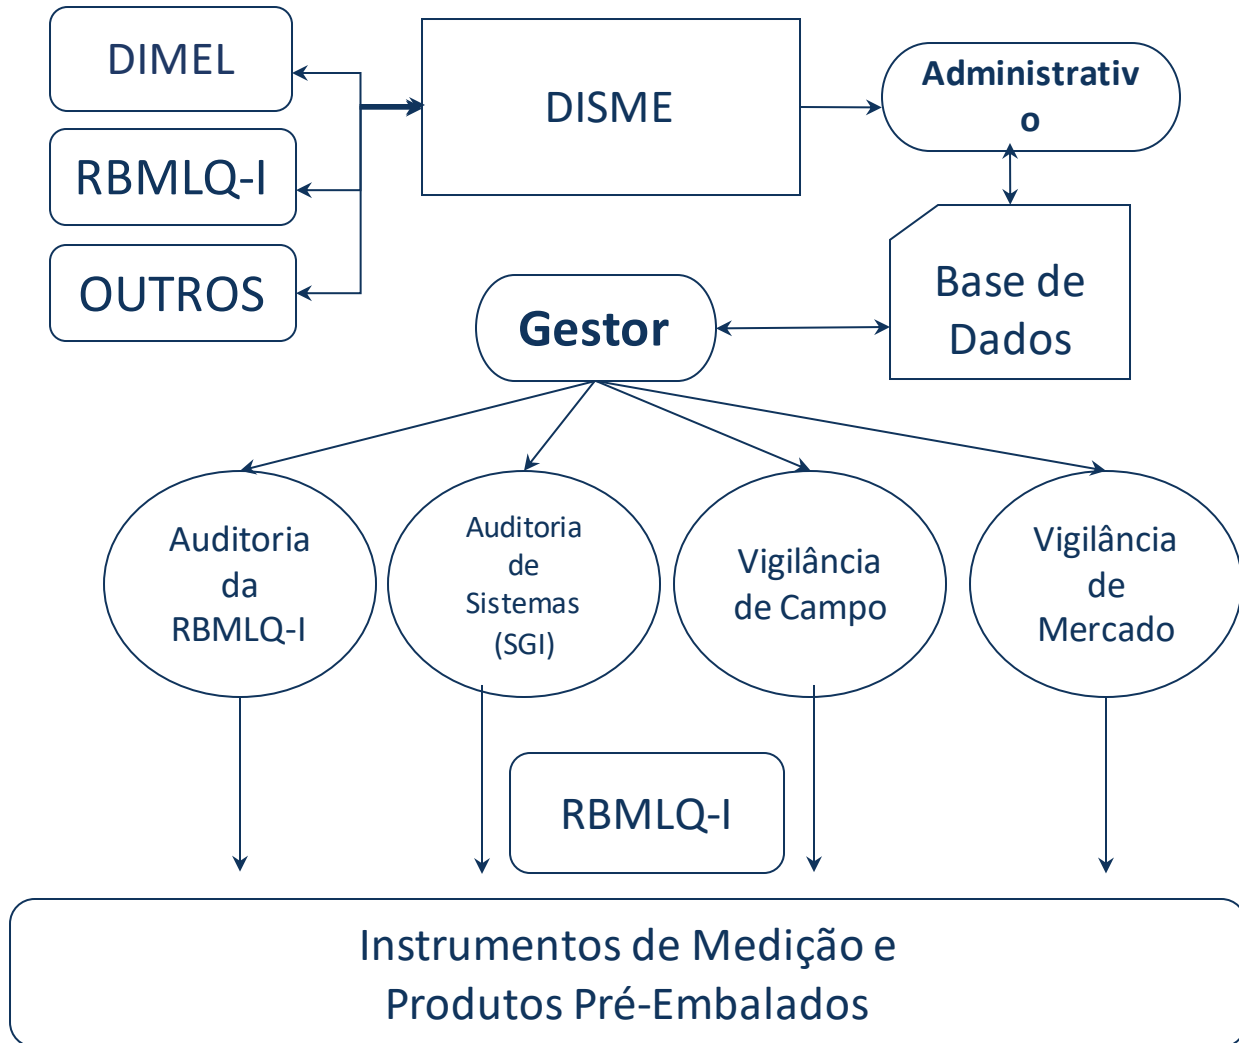 DIMEL
DISME
Administrativ
o
RBMLQ-I
OUTROS
Base de
Dados
Gestor
Auditoria
da
RBMLQ-I
Auditoria
de
Sistemas
(SGI)
Vigilância
de Campo
Vigilância
de
Mercado
RBMLQ-I
Instrumentos de Medição e
Produtos Pré-Embalados